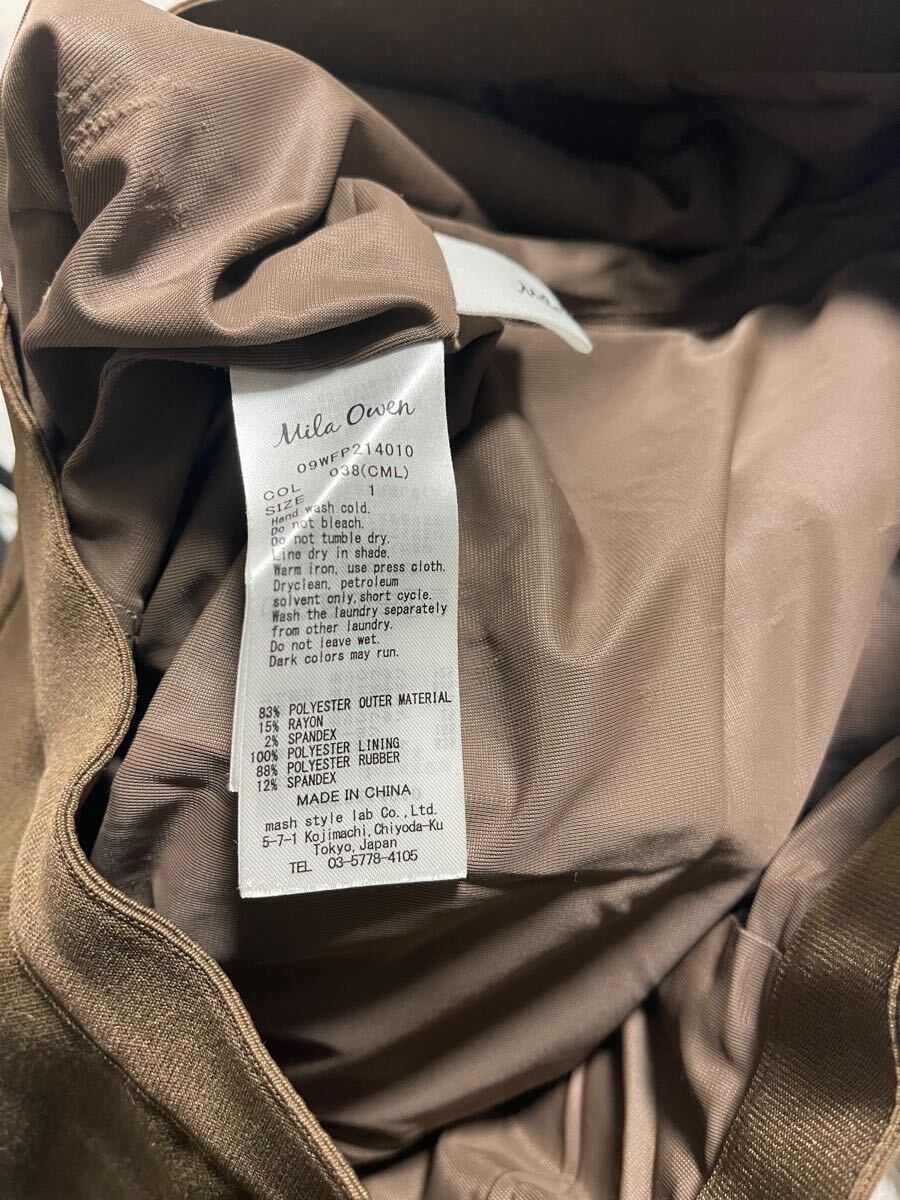 Mila Owen
09WFP214010
COL 038(CML)
SIZE 1
Hand wash cold.
Do not bleach.
Do not tumble dry.
Line dry in shade.
Warm iron, use press cloth.
Dryclean, petroleum
solvent only,short cycle.
Wash the laundry separately
from other laundry.
Do not leave wet.
Dark colors may run.
83% POLYESTER OUTER MATERIAL
15% RAYON
2% SPANDEX
100% POLYESTER LINING
88% POLYESTER RUBBER
12% SPANDEX
MADE IN CHINA
mash style lab Co.,Ltd.
5-7-1 Kojimachi,Chiyoda-Ku
Tokyo,Japan
TEL 03-5778-4105